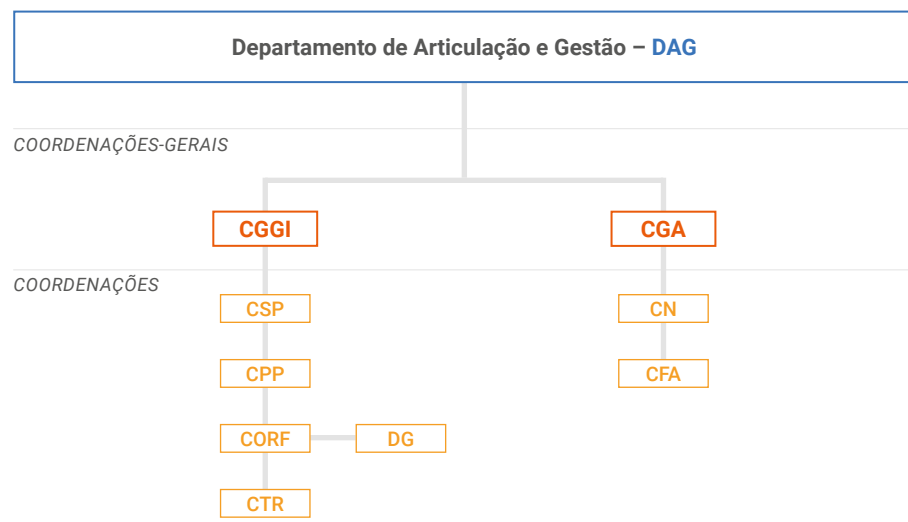 Departamento de Articulação e Gestão – DAG
COORDENAÇÕES-GERAIS
CGGI
CGA
COORDENAÇÕES
CSP
CN
CPP
CFA
CORF
DG
CTR